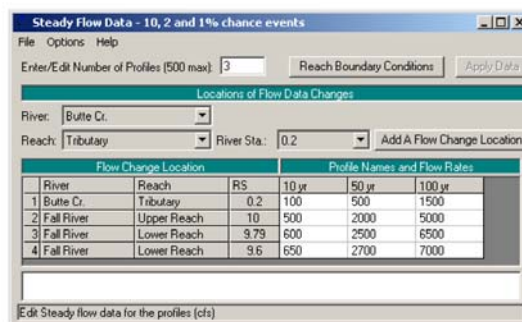 Steady Flow Data - 10, 2 and 1% chance events
File Options Help
Enter/Edit Number of Profiles (500 max): 3 Reach Boundary Conditions Apply Data
Locations of Flow Data Changes
River: Butte Cr.
Reach: Tributary River Sta.: 0.2 Add A Flow Change Location
Flow Change Location Profile Names and Flow Rates
River Reach RS 10 yr 50 yr 100 yr
1 Butte Cr. Tributary 0.2 100 500 1500
2 Fall River Upper Reach 10 500 2000 5000
3 Fall River Lower Reach 9.79 600 2500 6500
4 Fall River Lower Reach 9.6 650 2700 7000
Edit Steady flow data for the profiles (cfs)